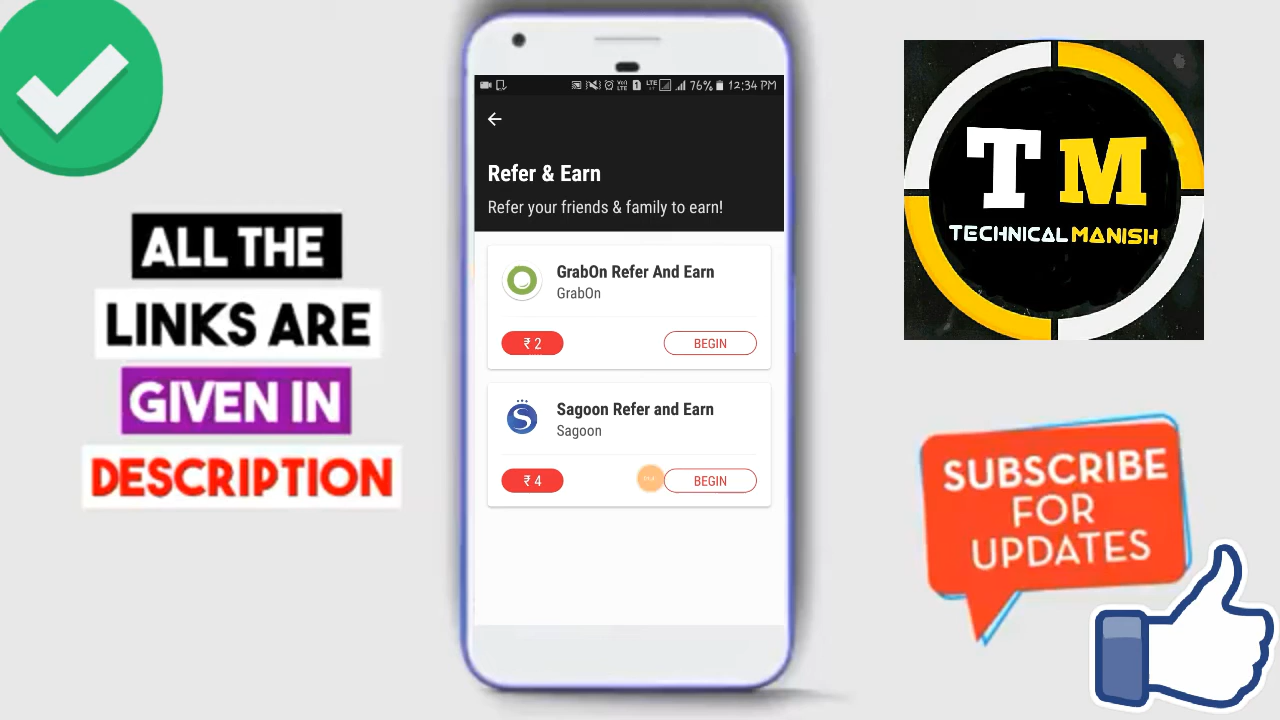 ALL THE
LINKS ARE
GIVEN IN
DESCRIPTION
76% 12:34 PM
Refer & Earn
Refer your friends & family to earn!
GrabOn Refer And Earn
GrabOn
₹ 2
BEGIN
Sagoon Refer and Earn
Sagoon
₹ 4
BEGIN
TM
TECHNICAL MANISH
SUBSCRIBE
FOR
UPDATES